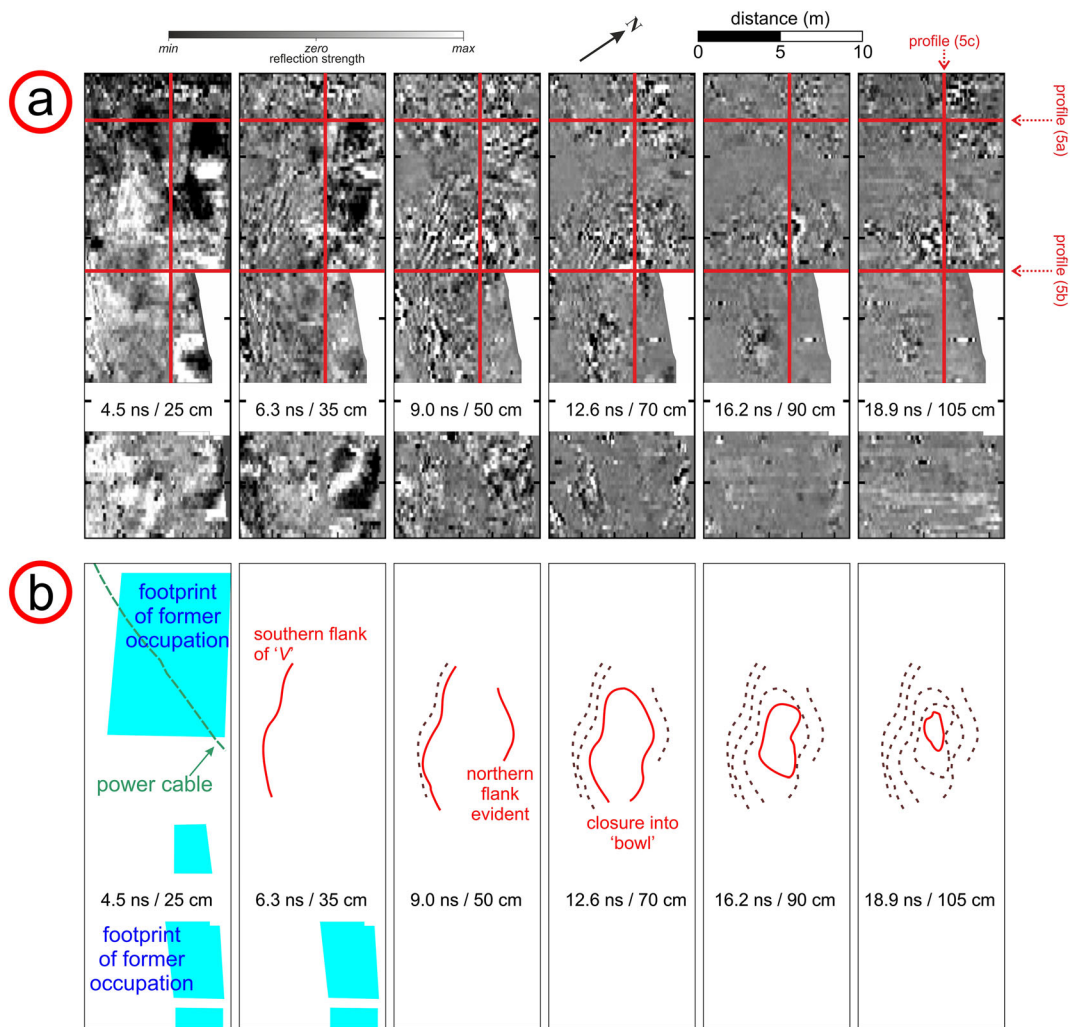 min zero max
reflection strength
N
distance (m)
0 5 10
profile (5c)
a
profile (5a)
profile (5b)
4.5 ns / 25 cm
6.3 ns / 35 cm
9.0 ns / 50 cm
12.6 ns / 70 cm
16.2 ns / 90 cm
18.9 ns / 105 cm
b
footprint
of former
occupation
power cable
southern flank
of ‘V’
northern
flank
evident
closure into
‘bowl’
4.5 ns / 25 cm
6.3 ns / 35 cm
9.0 ns / 50 cm
12.6 ns / 70 cm
16.2 ns / 90 cm
18.9 ns / 105 cm
footprint
of former
occupation